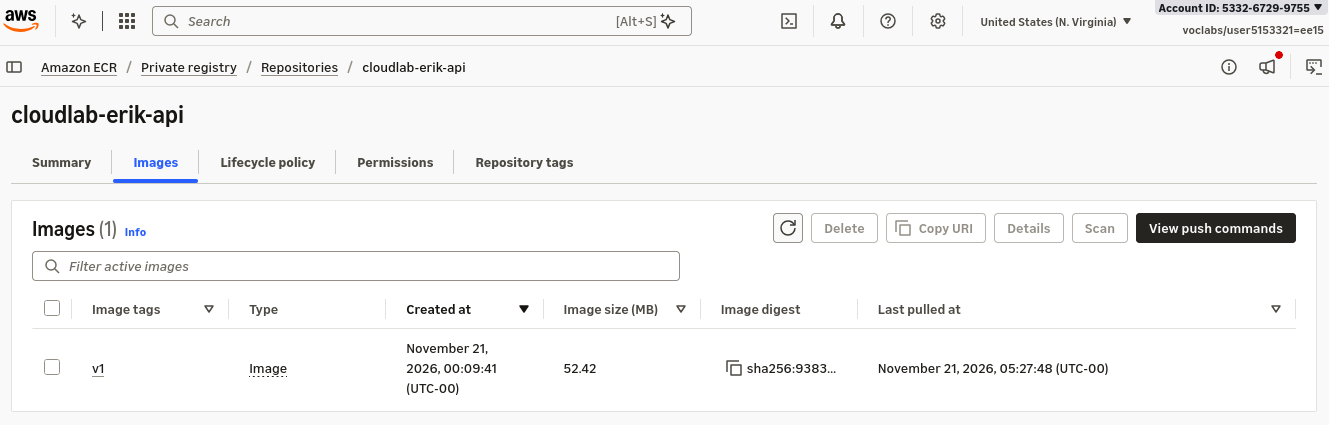 aws
Search
[Alt+S]
United States (N. Virginia)
Account ID: 5332-6729-9755
voclabs/user5153321=ee15
Amazon ECR / Private registry / Repositories / cloudlab-erik-api
cloudlab-erik-api
Summary
Images
Lifecycle policy
Permissions
Repository tags
Images (1) Info
Delete
Copy URI
Details
Scan
View push commands
Filter active images
Image tags
Type
Created at
Image size (MB)
Image digest
Last pulled at
v1
Image
November 21,
2026, 00:09:41
(UTC-00)
52.42
sha256:9383...
November 21, 2026, 05:27:48 (UTC-00)